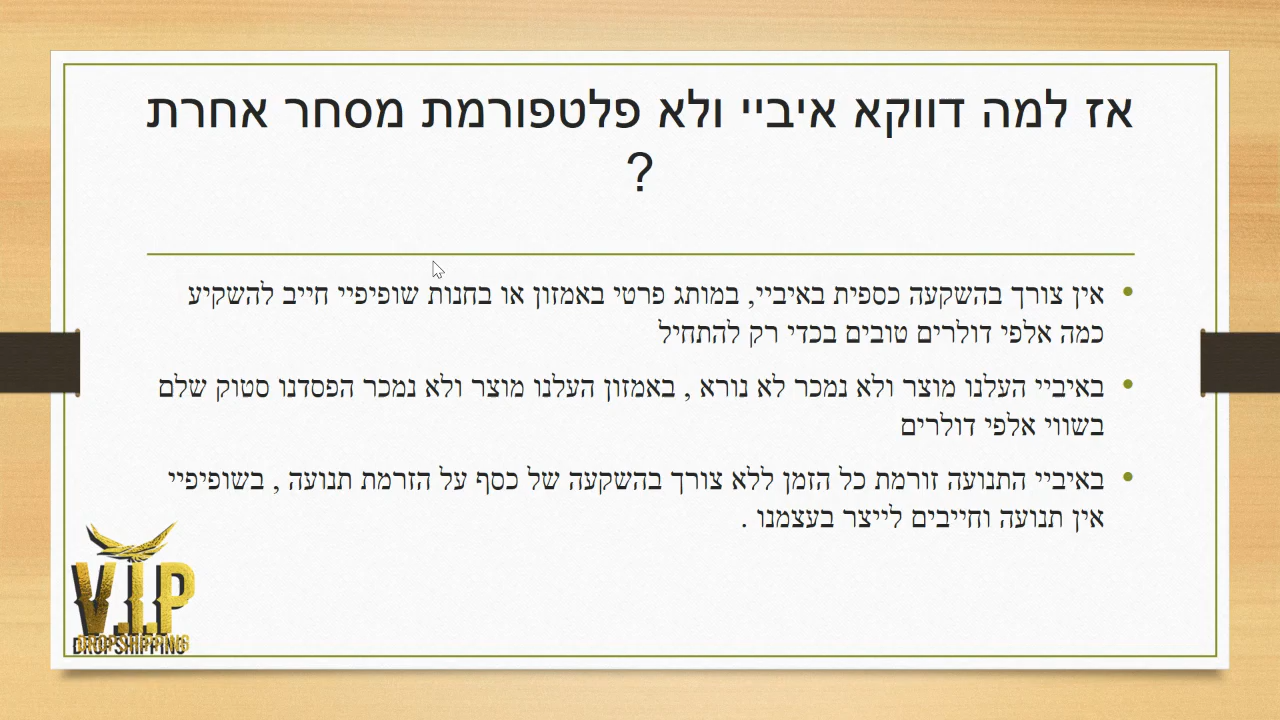 אז למה דווקא איביי ולא פלטפורמת מסחר אחרת
?
אין צורך בהשקעה כספית באיביי, במותג פרטי באמזון או בחנות שופיפיי חייב להשקיע
כמה אלפי דולרים טובים בכדי רק להתחיל
באיביי העלנו מוצר ולא נמכר לא נורא , באמזון העלנו מוצר ולא נמכר הפסדנו סטוק שלם
בשווי אלפי דולרים
באיביי התנועה זורמת כל הזמן ללא צורך בהשקעה של כסף על הזרמת תנועה , בשופיפיי
אין תנועה וחייבים לייצר בעצמנו .
V.I.P
DROPSHIPPING